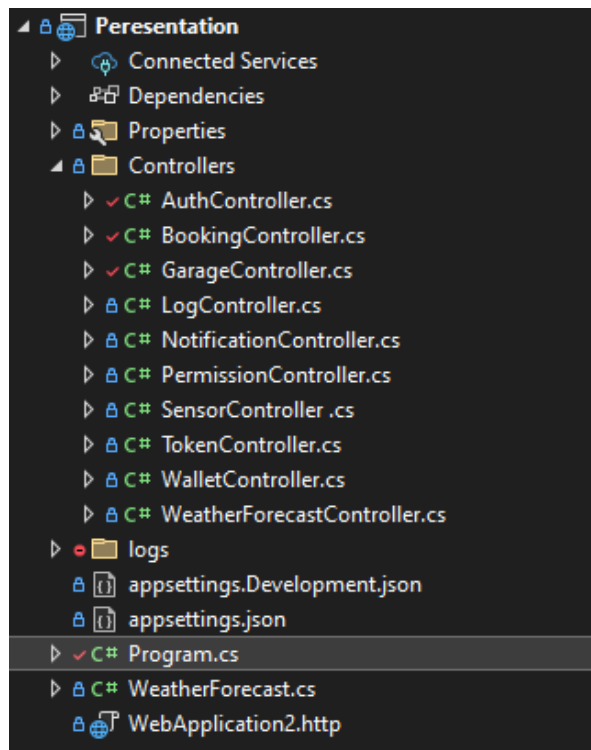 Peresentation
Connected Services
Dependencies
Properties
Controllers
C# AuthController.cs
C# BookingController.cs
C# GarageController.cs
C# LogController.cs
C# NotificationController.cs
C# PermissionController.cs
C# SensorController .cs
C# TokenController.cs
C# WalletController.cs
C# WeatherForecastController.cs
logs
appsettings.Development.json
appsettings.json
C# Program.cs
C# WeatherForecast.cs
WebApplication2.http